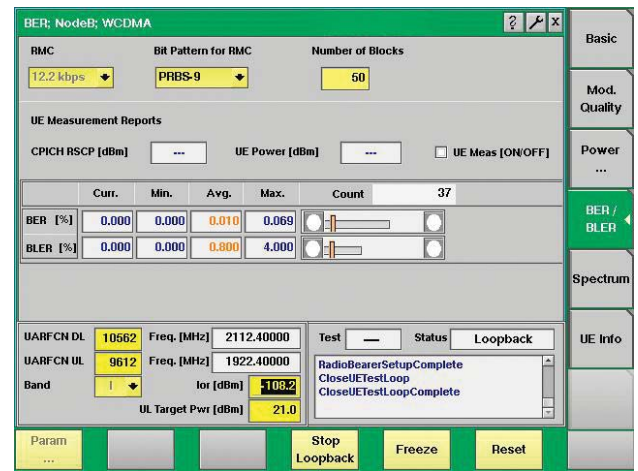 BER; NodeB; WCDMA ? x
RMC Bit Pattern for RMC Number of Blocks
12.2 kbps PRBS-9 50
UE Measurement Reports
CPICH RSCP [dBm] --- UE Power [dBm] --- UE Meas [ON/OFF]
Curr. Min. Avg. Max. Count 37
BER [%] 0.000 0.000 0.010 0.069
BLER [%] 0.000 0.000 0.800 4.000
UARFCN DL 10562 Freq. [MHz] 2112.40000 Test — Status Loopback
UARFCN UL 9612 Freq. [MHz] 1922.40000
Band I Ior [dBm] -108.2
UL Target Pwr [dBm] 21.0
RadioBearerSetupComplete
CloseUETestLoop
CloseUETestLoopComplete
Basic
Mod.
Quality
Power
...
BER /
BLER
Spectrum
UE Info
Param
...
Stop
Loopback
Freeze
Reset